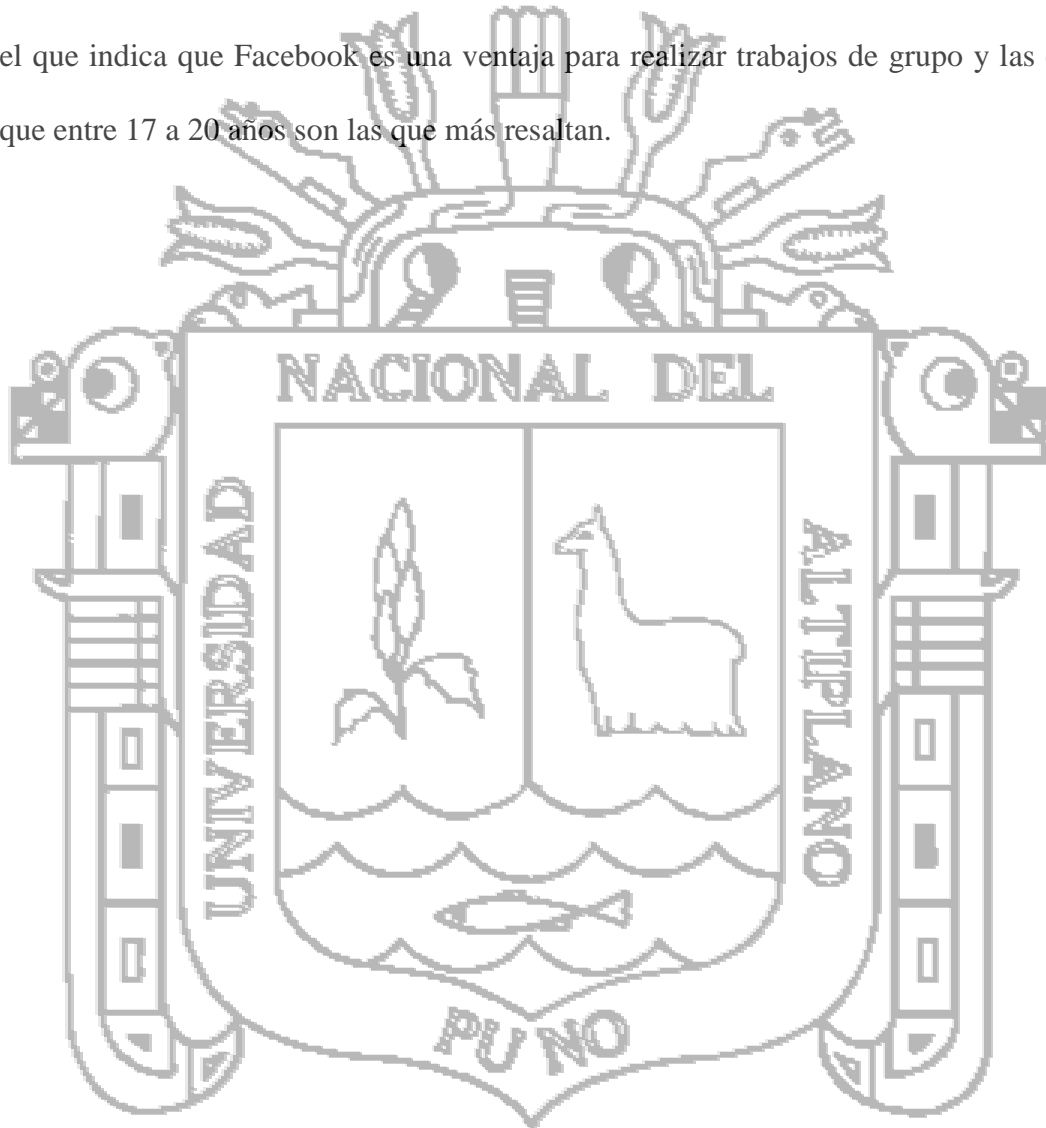 el que indica que Facebook es una ventaja para realizar trabajos de grupo y las
que entre 17 a 20 años son las que más resaltan.
NACIONAL DEL
UNIVERSIDAD
ALTIPLANO
PUNO